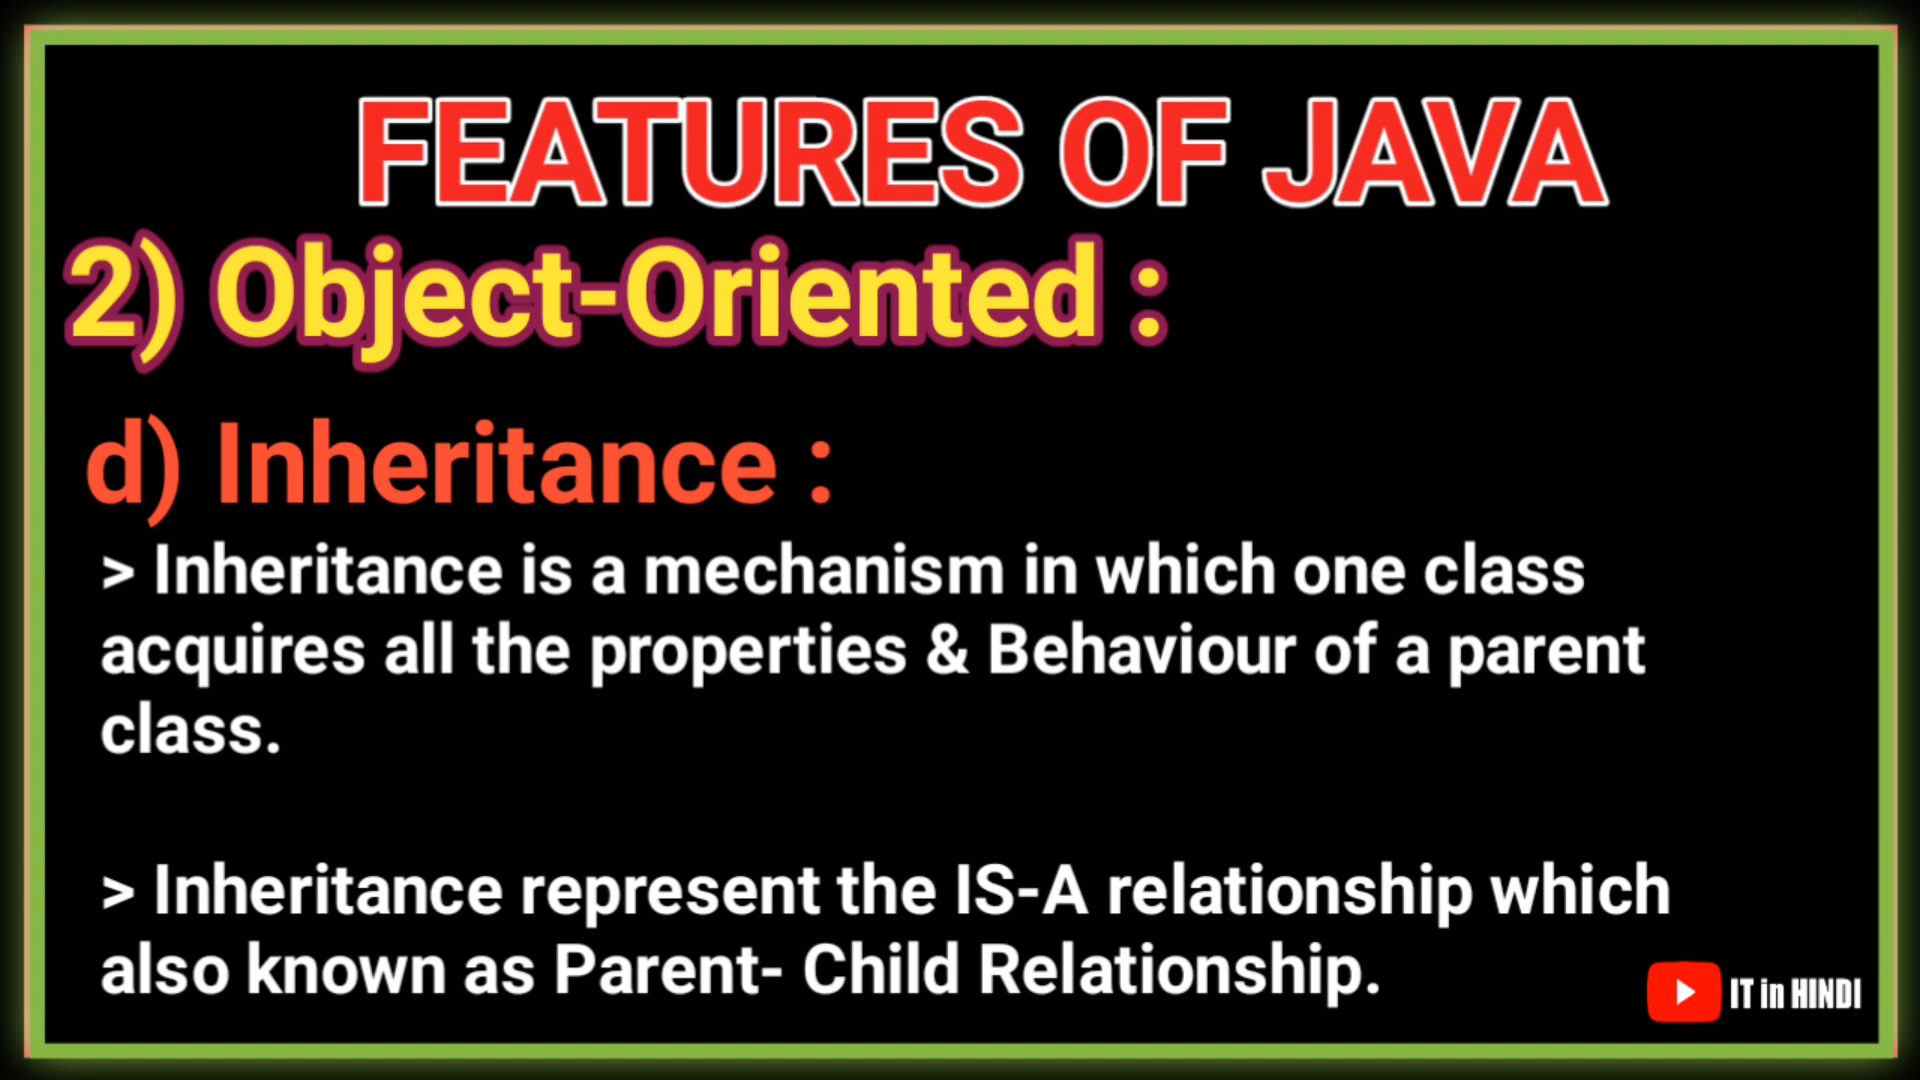 FEATURES OF JAVA
2) Object-Oriented :
d) Inheritance :
> Inheritance is a mechanism in which one class
acquires all the properties & Behaviour of a parent
class.
> Inheritance represent the IS-A relationship which
also known as Parent- Child Relationship.
IT in HINDI